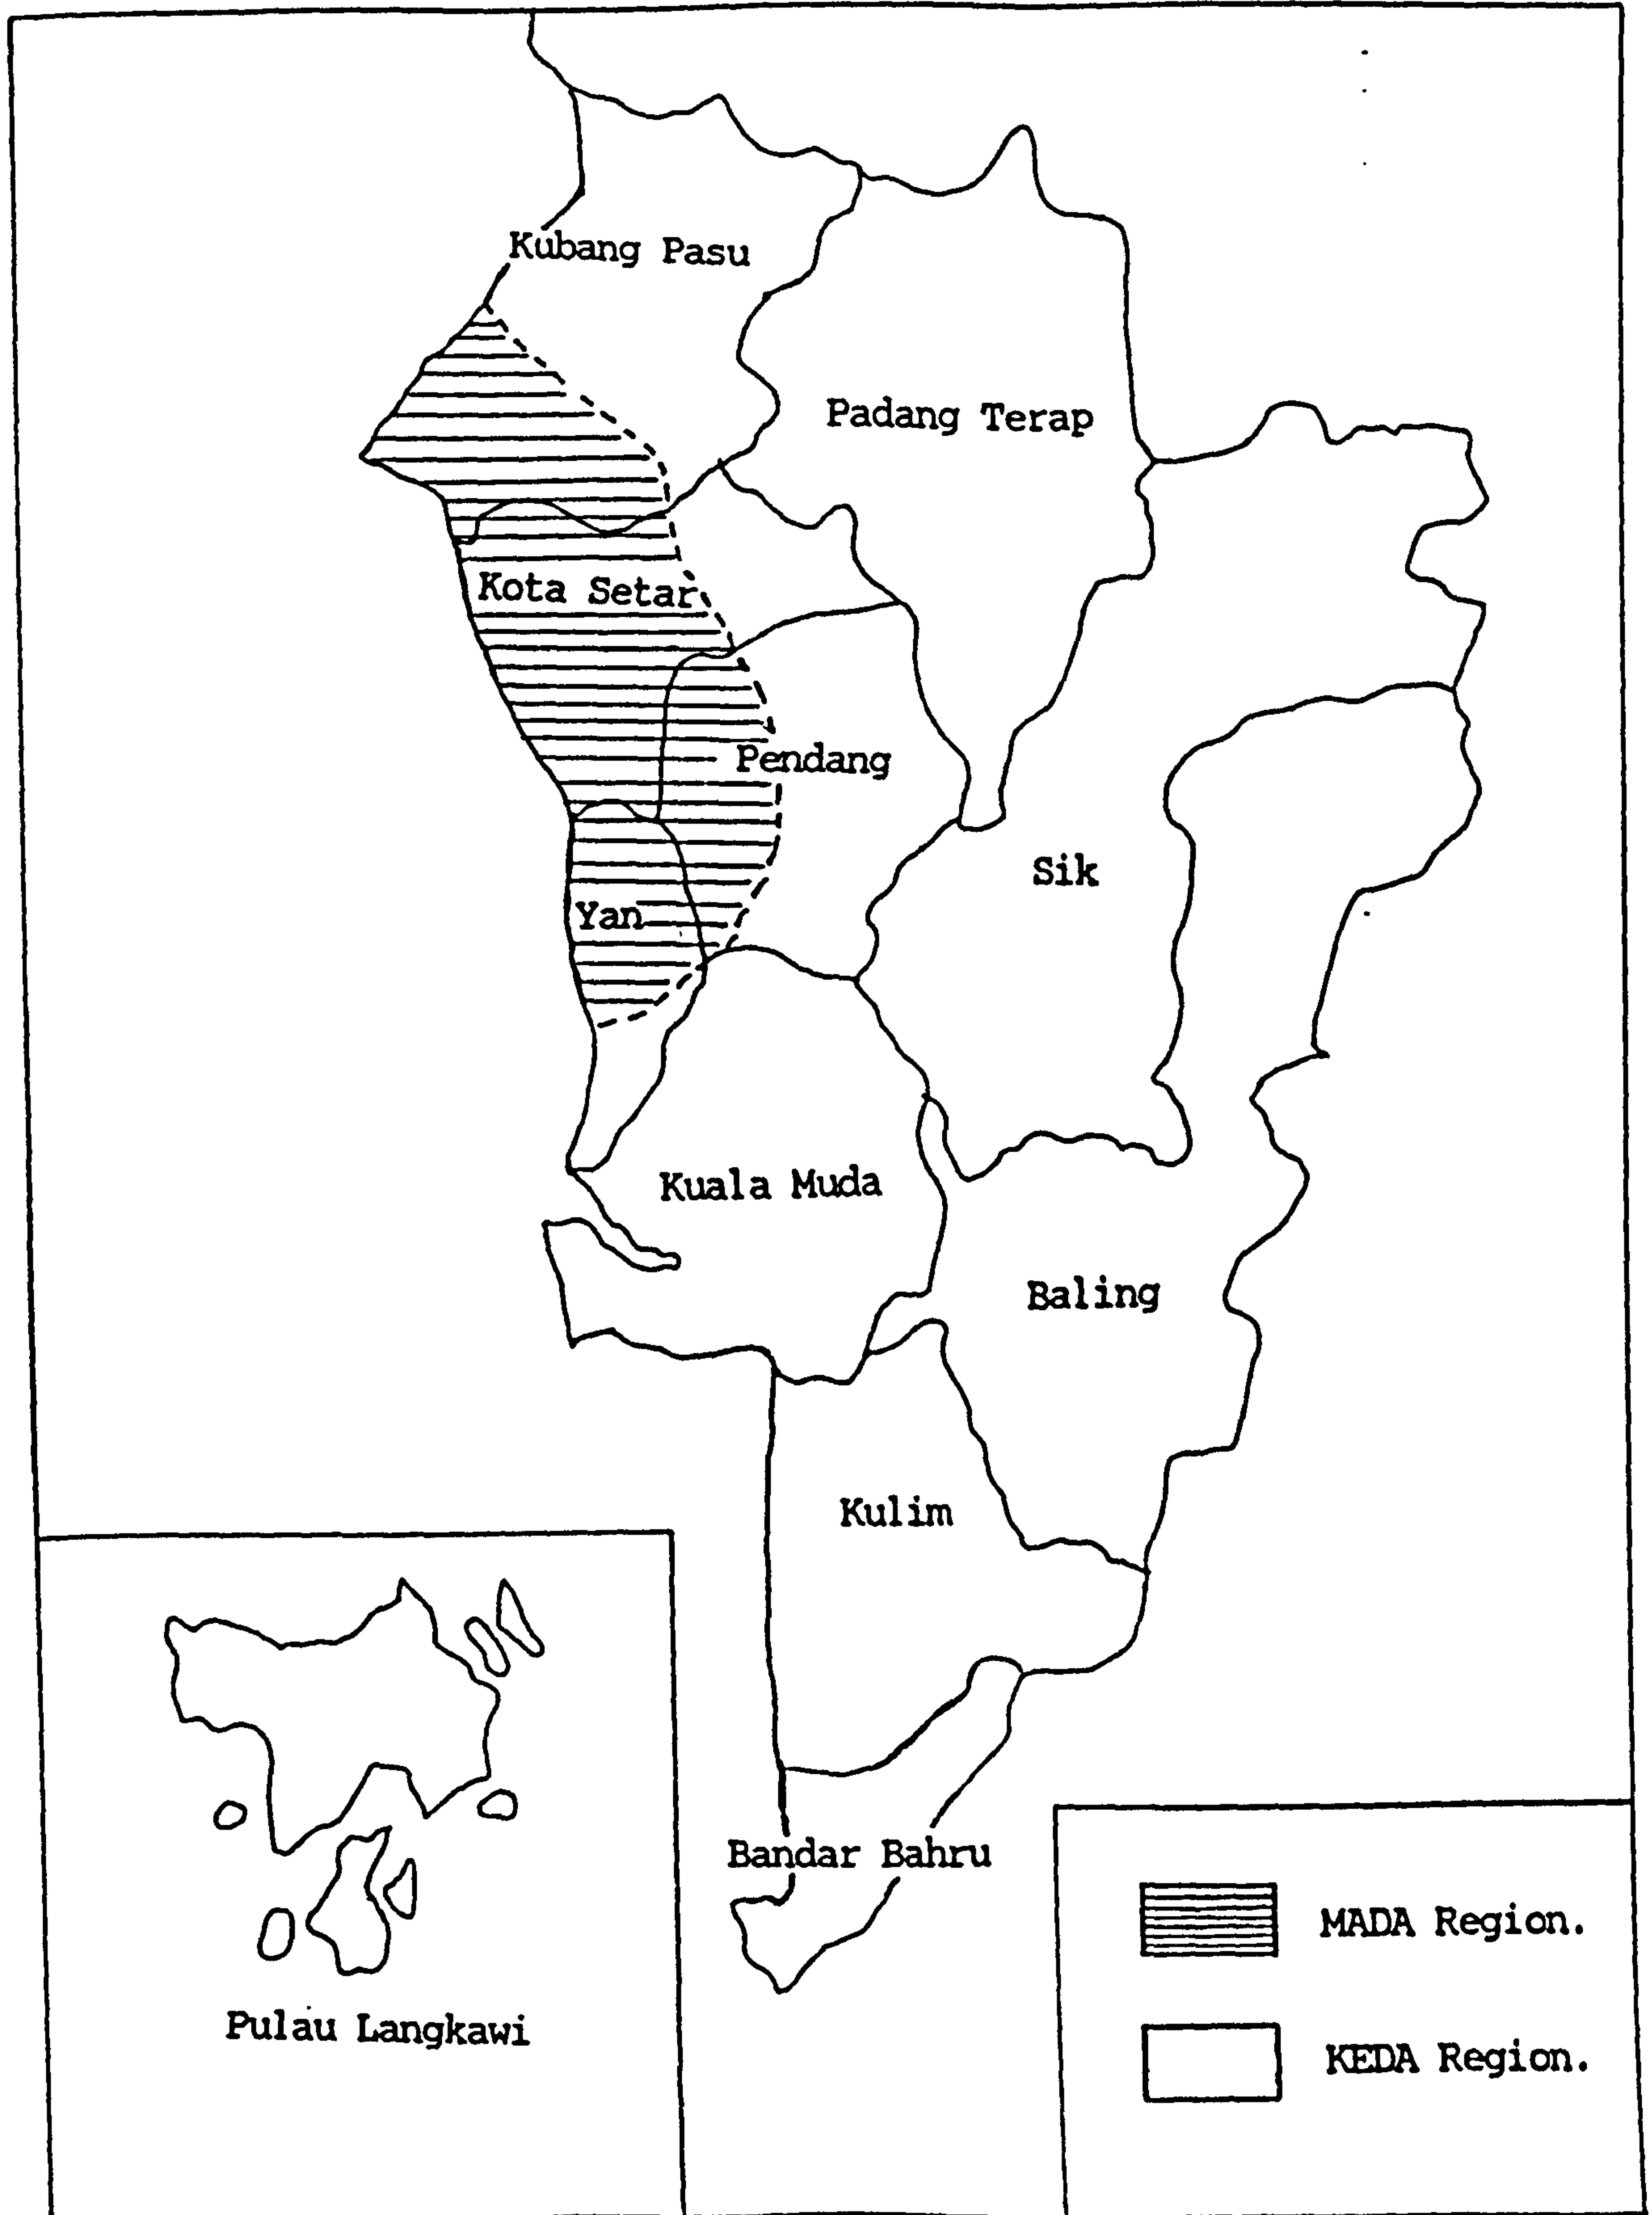 Kubang Pasu
Padang Terap
Kota Setar
Pendang
Sik
Yan
Kuala Muda
Baling
Kulim
Bandar Bahru
MADA Region.
KEDA Region.
Pulau Langkawi